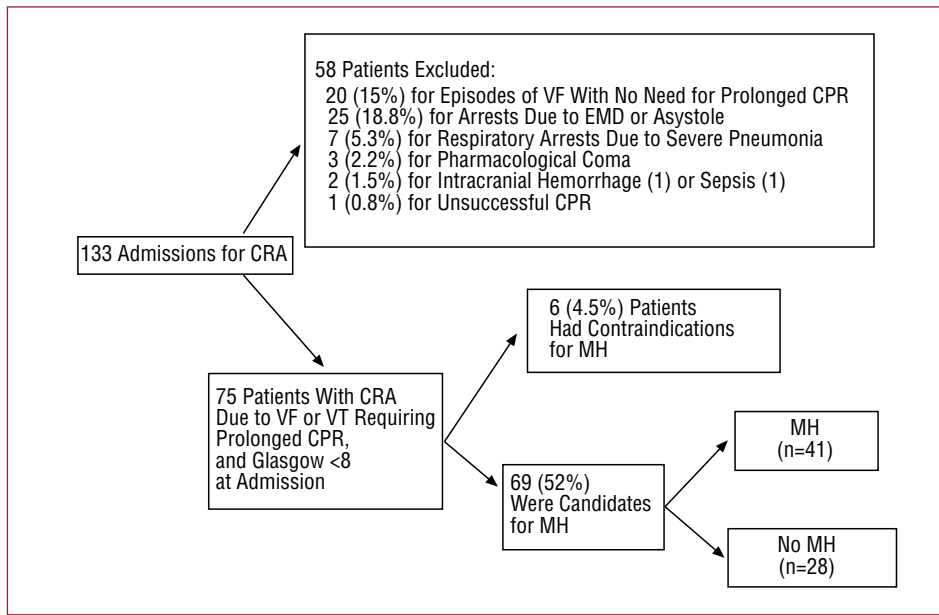 58 Patients Excluded:
20 (15%) for Episodes of VF With No Need for Prolonged CPR
25 (18.8%) for Arrests Due to EMD or Asystole
7 (5.3%) for Respiratory Arrests Due to Severe Pneumonia
3 (2.2%) for Pharmacological Coma
2 (1.5%) for Intracranial Hemorrhage (1) or Sepsis (1)
1 (0.8%) for Unsuccessful CPR
133 Admissions for CRA
6 (4.5%) Patients
Had Contraindications
for MH
75 Patients With CRA
Due to VF or VT Requiring
Prolonged CPR,
and Glasgow <8
at Admission
69 (52%)
Were Candidates
for MH
MH
(n=41)
No MH
(n=28)